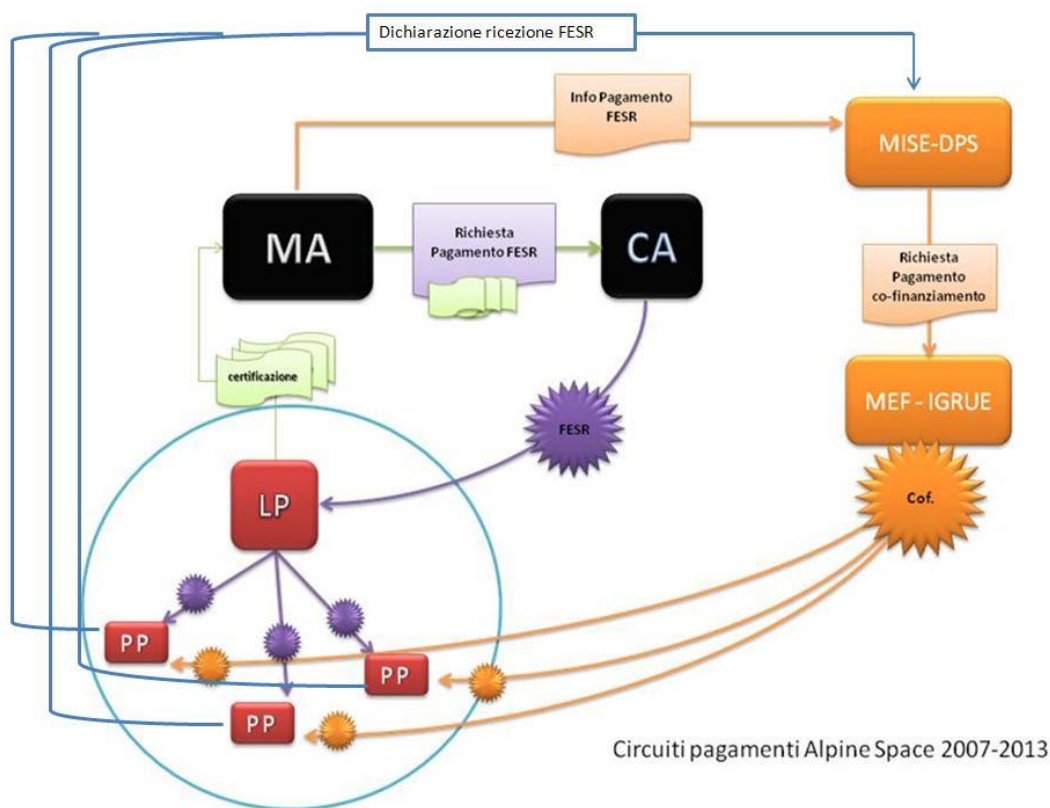 Dichiarazione ricezione FESR
Info Pagamento
FESR
MISE-DPS
MA
Richiesta
Pagamento FESR
CA
Richiesta
Pagamento
co-finanziamento
certificazione
MEF - IGRUE
FESR
LP
Cof.
PP
PP
PP
Circuiti pagamenti Alpine Space 2007-2013